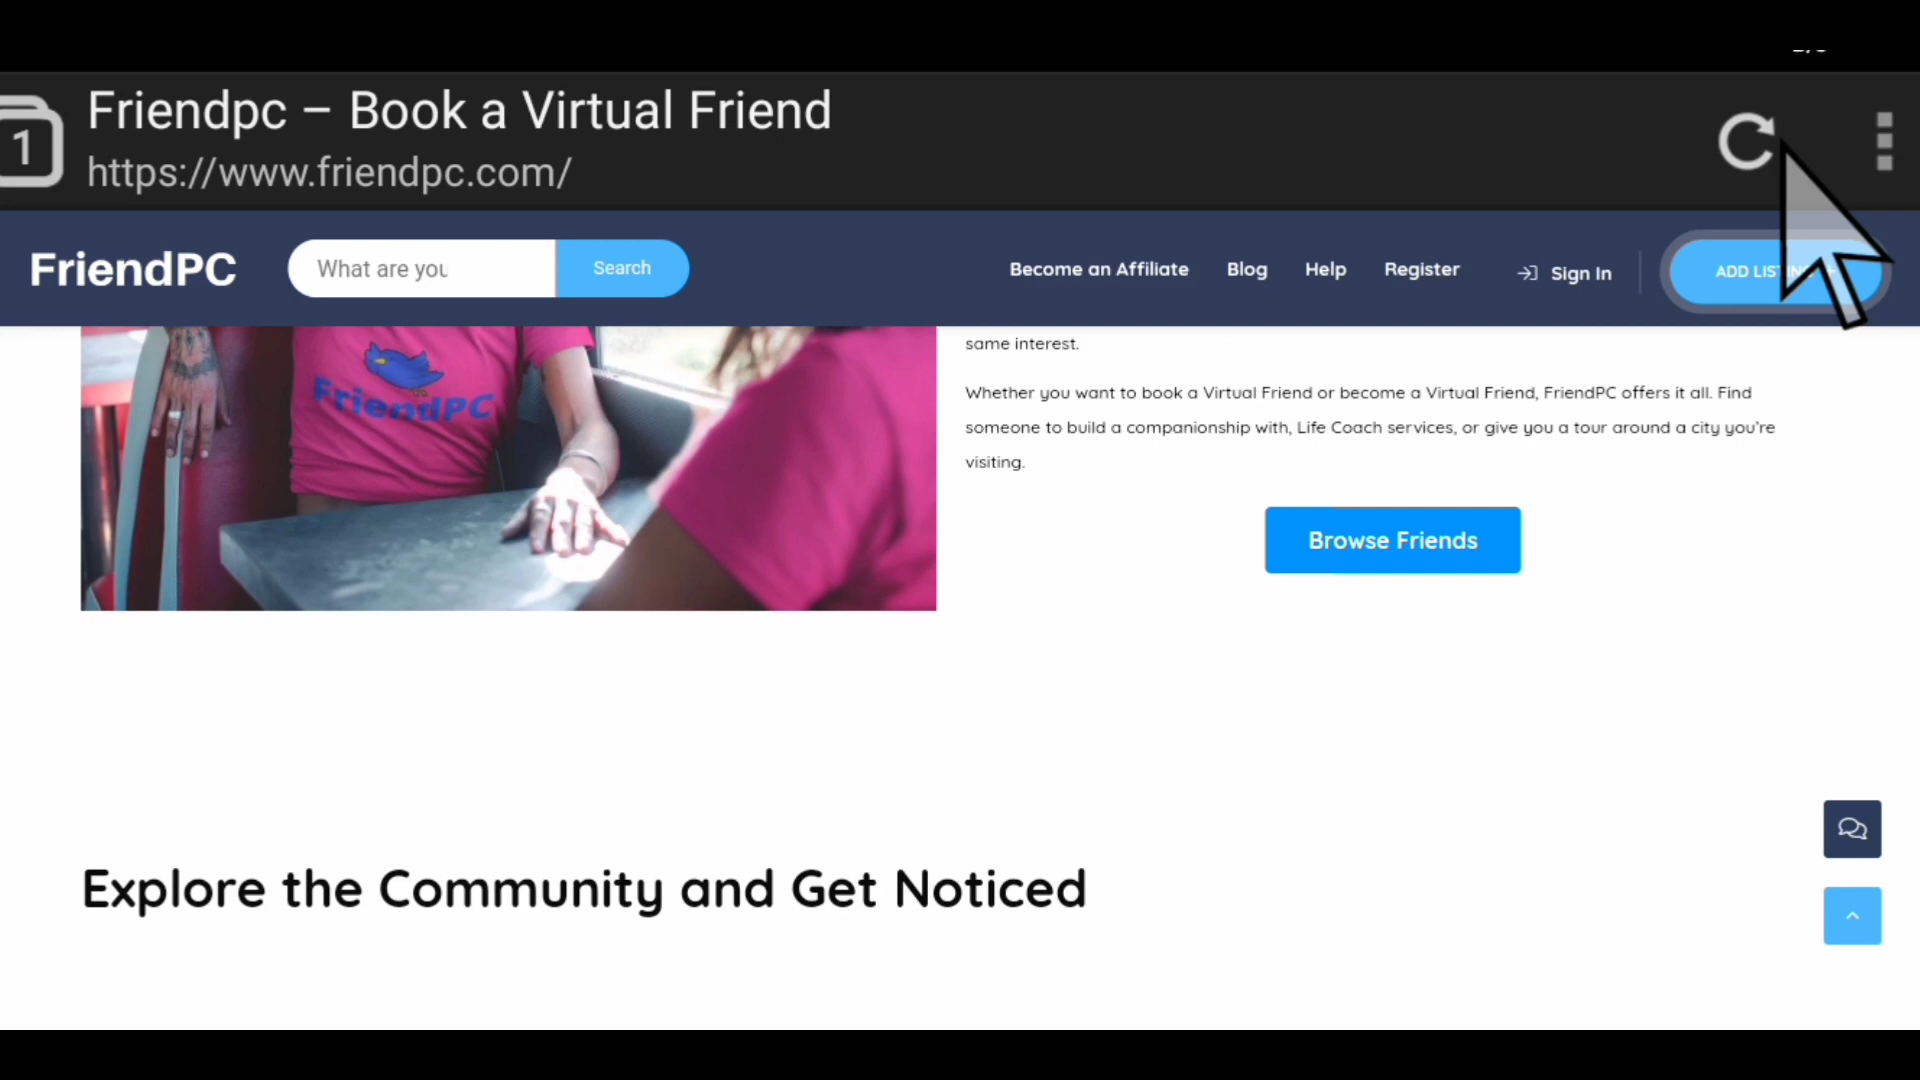 1
Friendpc – Book a Virtual Friend
https://www.friendpc.com/
FriendPC
What are you
Search
Become an Affiliate
Blog
Help
Register
Sign In
ADD
FriendPC
same interest.
Whether you want to book a Virtual Friend or become a Virtual Friend, FriendPC offers it all. Find
someone to build a companionship with, Life Coach services, or give you a tour around a city you're
visiting.
Browse Friends
Explore the Community and Get Noticed